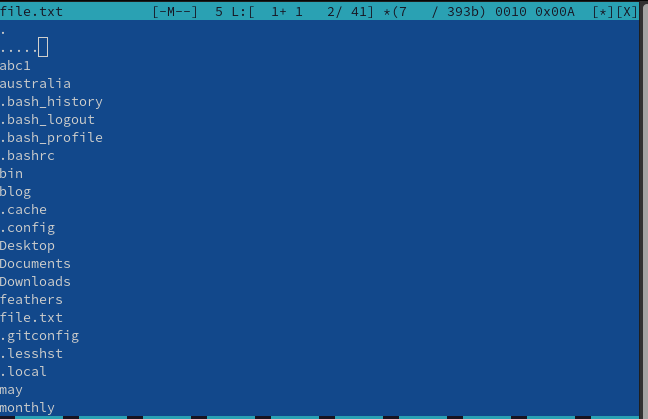 file.txt [-M--] 5 L:[ 1+ 1 2/ 41] *(7 / 393b) 0010 0x00A [*][X]
.
.....
abc1
australia
.bash_history
.bash_logout
.bash_profile
.bashrc
bin
blog
.cache
.config
Desktop
Documents
Downloads
feathers
file.txt
.gitconfig
.lesshst
.local
may
monthly